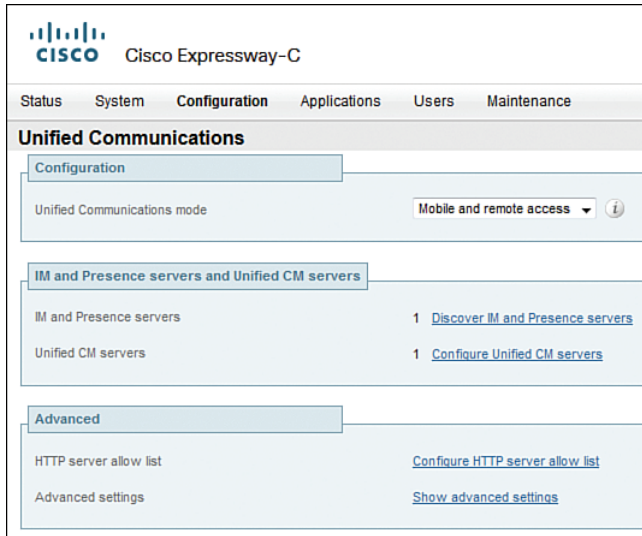 CISCO Cisco Expressway-C
Status System Configuration Applications Users Maintenance
Unified Communications
Configuration
Unified Communications mode Mobile and remote access i
IM and Presence servers and Unified CM servers
IM and Presence servers 1 Discover IM and Presence servers
Unified CM servers 1 Configure Unified CM servers
Advanced
HTTP server allow list Configure HTTP server allow list
Advanced settings Show advanced settings